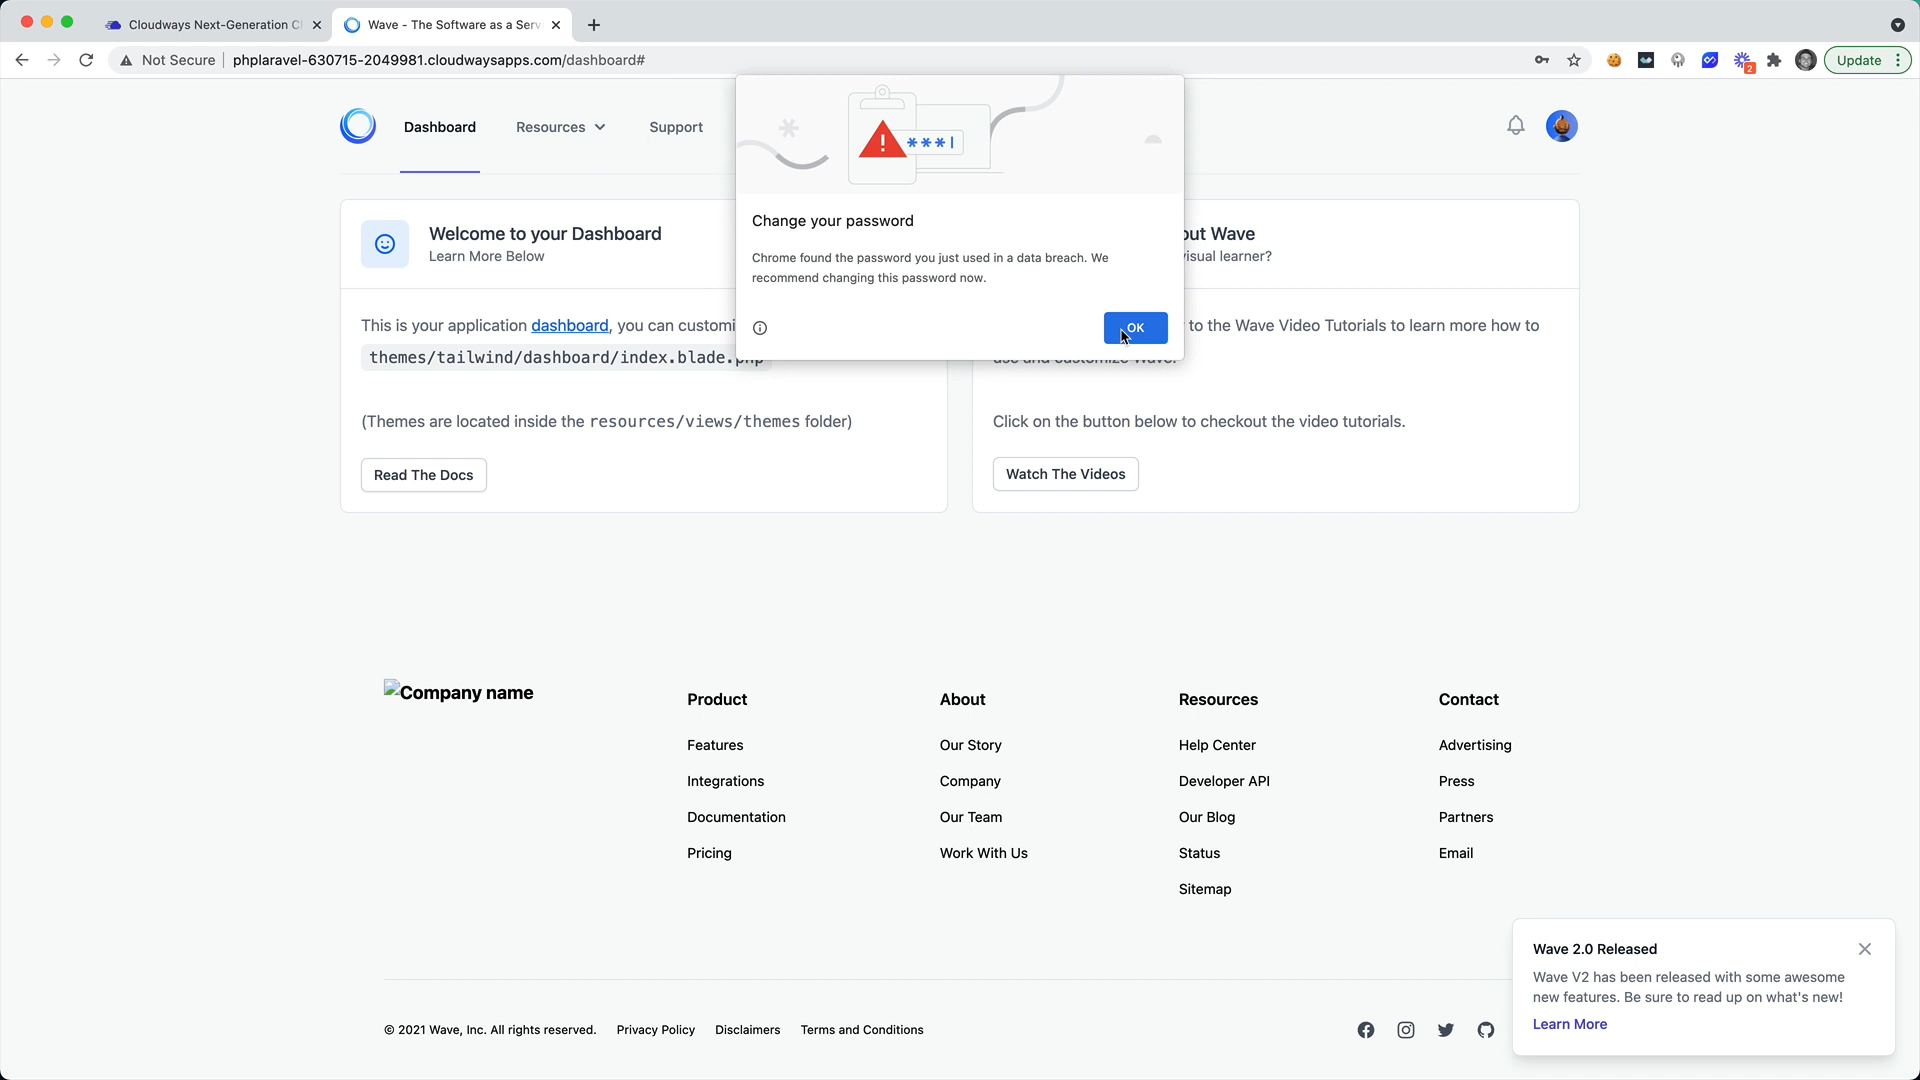 Cloudways Next-Generation C
Wave - The Software as a Serv
Not Secure
phplaravel-630715-2049981.cloudwaysapps.com/dashboard#
2
Update
Dashboard
Resources
Support
***
Change your password
Chrome found the password you just used in a data breach. We
recommend changing this password now.
OK
Welcome to your Dashboard
Learn More Below
This is your application dashboard, you can customi
themes/tailwind/dashboard/index.blade.php
(Themes are located inside the resources/views/themes folder)
Read The Docs
out Wave
visual learner?
to the Wave Video Tutorials to learn more how to
use and customize Wave.
Click on the button below to checkout the video tutorials.
Watch The Videos
Company name
Product
Features
Integrations
Documentation
Pricing
About
Our Story
Company
Our Team
Work With Us
Resources
Help Center
Developer API
Our Blog
Status
Sitemap
Contact
Advertising
Press
Partners
Email
© 2021 Wave, Inc. All rights reserved.
Privacy Policy
Disclaimers
Terms and Conditions
Wave 2.0 Released
Wave V2 has been released with some awesome
new features. Be sure to read up on what's new!
Learn More